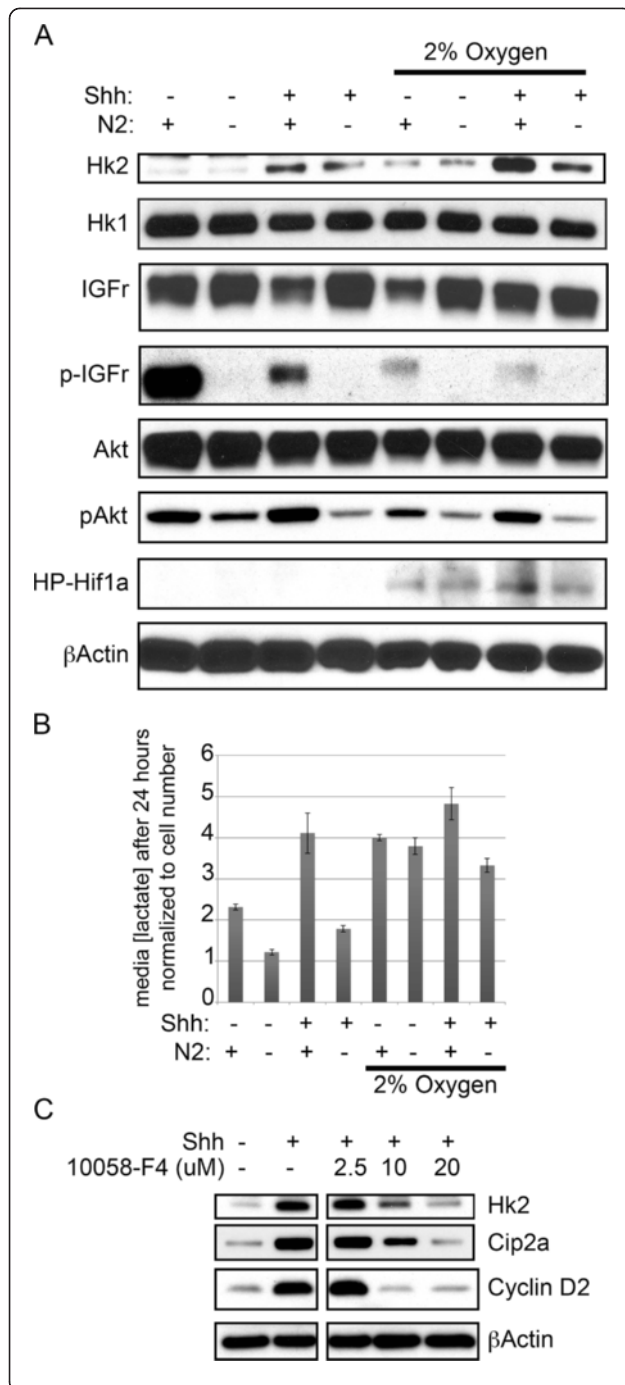 A
2% Oxygen
Shh: - - + + - - + +
N2: + - + - + - + -
Hk2
Hk1
IGFr
p-IGFr
Akt
pAkt
HP-Hif1a
βActin
B
media [lactate] after 24 hours
normalized to cell number
6
5
4
3
2
1
0
Shh: - - + + - - + +
N2: + - + - + - + -
2% Oxygen
C
Shh - + + + +
10058-F4 (uM) - - 2.5 10 20
Hk2
Cip2a
Cyclin D2
βActin